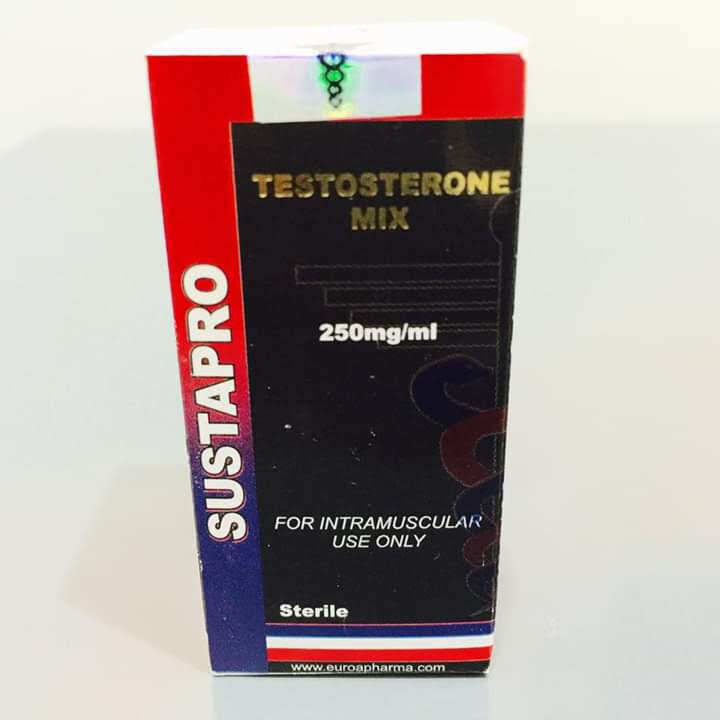 TESTOSTERONE
MIX
250mg/ml
SUSTAPRO
FOR INTRAMUSCULAR
USE ONLY
Sterile
www.euroapharma.com